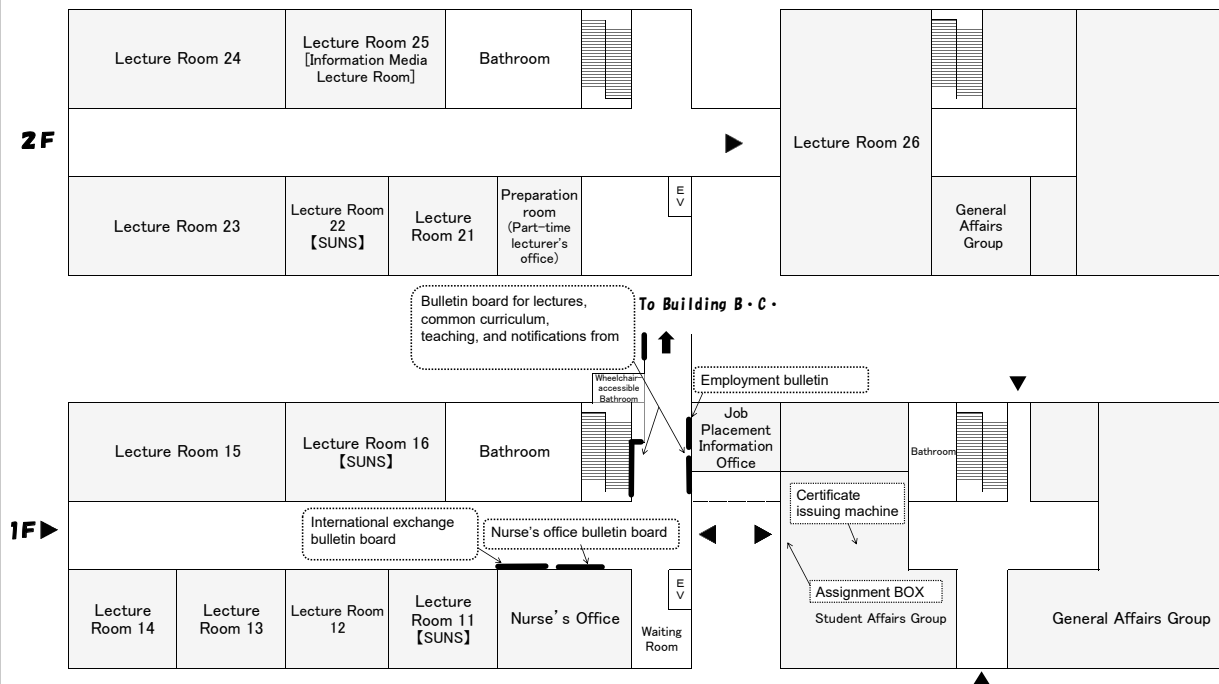 Lecture Room 24
Lecture Room 25
[Information Media
Lecture Room]
Bathroom
2F
Lecture Room 26
Lecture Room 23
Lecture Room
22
【SUNS】
Lecture
Room 21
Preparation
room
(Part-time
lecturer's
office)
E
V
General
Affairs
Group
Bulletin board for lectures,
common curriculum,
teaching, and notifications from
To Building B・C・
Wheelchair-
accessible
Bathroom
Employment bulletin
Lecture Room 15
Lecture Room 16
【SUNS】
Bathroom
Job
Placement
Information
Office
Bathroom
Certificate
issuing machine
1F
International exchange
bulletin board
Nurse's office bulletin board
Assignment BOX
Lecture
Room 14
Lecture
Room 13
Lecture Room
12
Lecture
Room 11
【SUNS】
Nurse's Office
E
V
Waiting
Room
Student Affairs Group
General Affairs Group